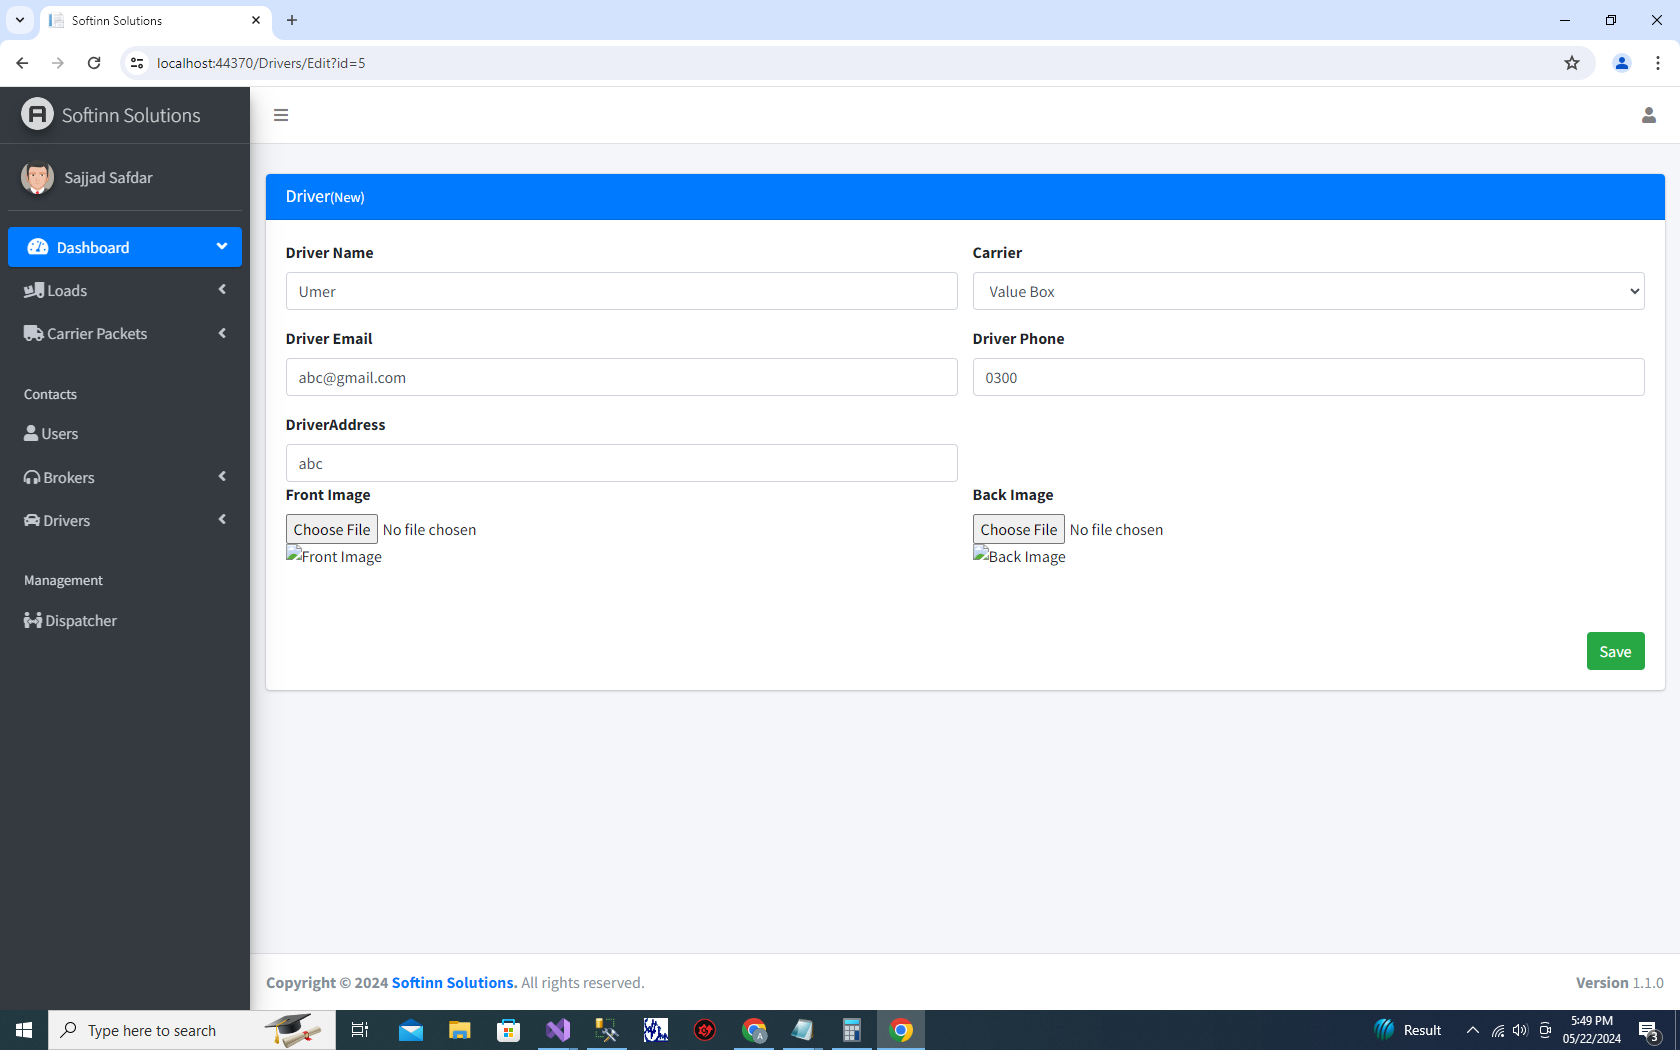 Softinn Solutions
localhost:44370/Drivers/Edit?id=5
A Softinn Solutions
Sajjad Safdar
Dashboard
Loads
Carrier Packets
Contacts
Users
Brokers
Drivers
Management
Dispatcher
Driver(New)
Driver Name
Carrier
Umer
Value Box
Driver Email
Driver Phone
abc@gmail.com
0300
DriverAddress
abc
Front Image
Back Image
Choose File No file chosen
Choose File No file chosen
Front Image
Back Image
Save
Copyright © 2024 Softinn Solutions. All rights reserved.
Version 1.1.0
Type here to search
A
Result
5:49 PM
05/22/2024
3